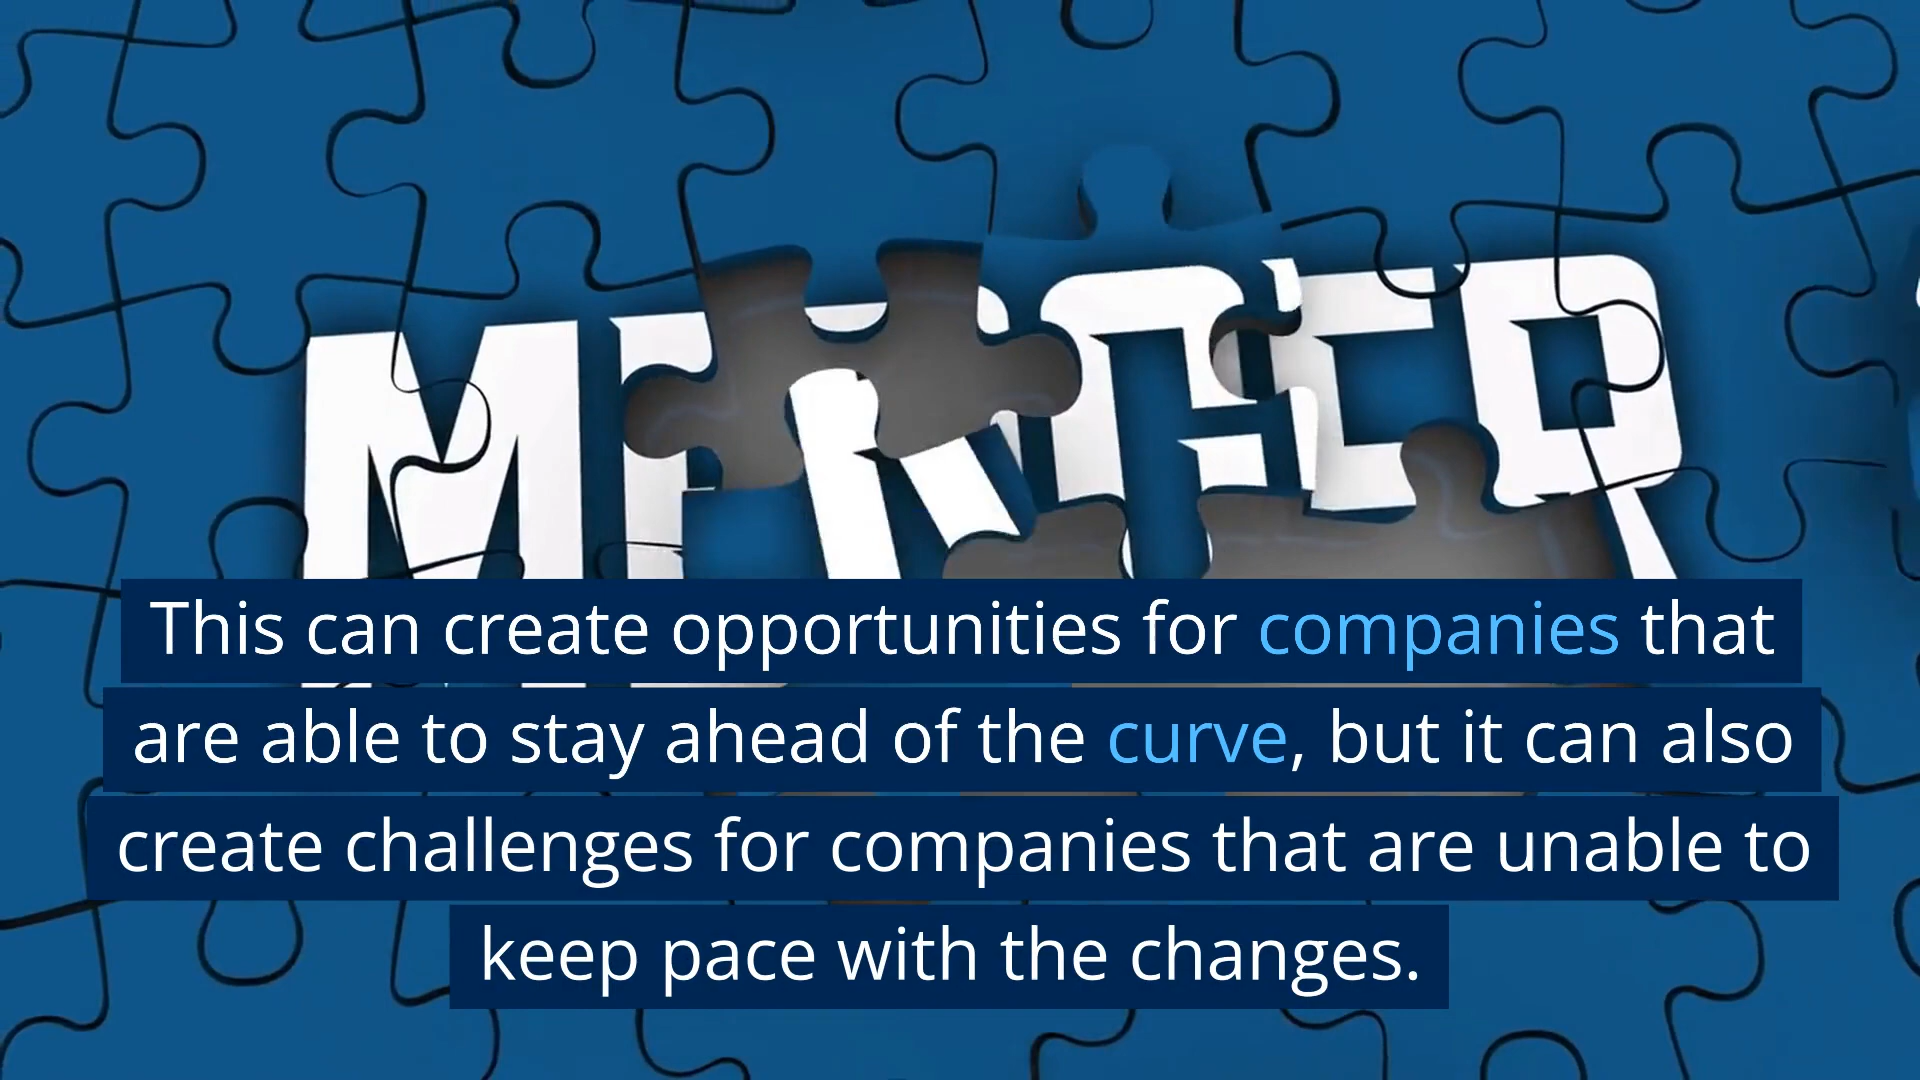 MERGER
This can create opportunities for companies that
are able to stay ahead of the curve, but it can also
create challenges for companies that are unable to
keep pace with the changes.